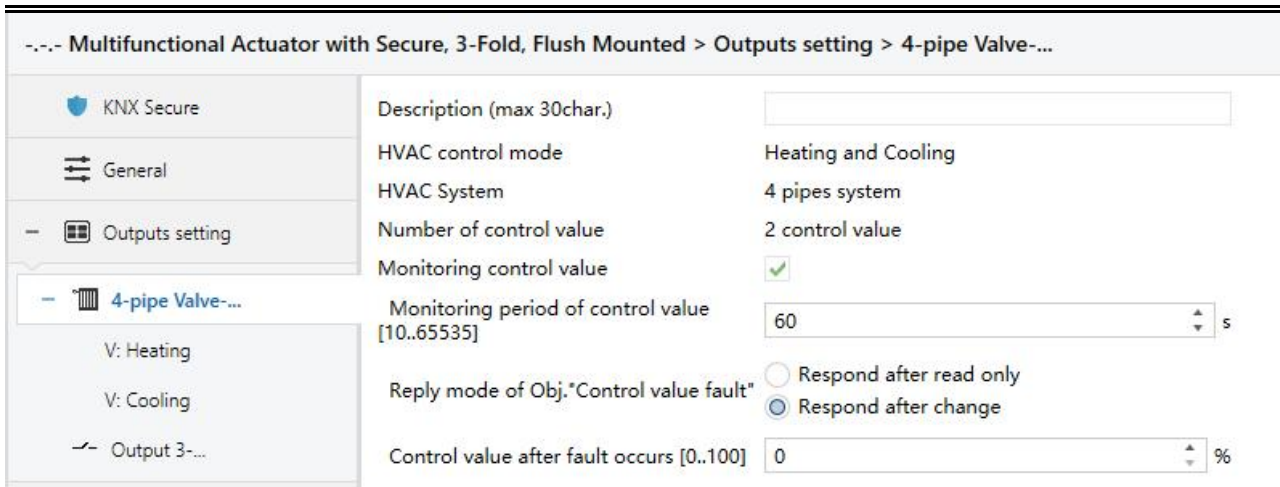 -.-.- Multifunctional Actuator with Secure, 3-Fold, Flush Mounted > Outputs setting > 4-pipe Valve-...
KNX Secure
General
Outputs setting
4-pipe Valve-...
V: Heating
V: Cooling
Output 3-...
Description (max 30char.)
HVAC control mode Heating and Cooling
HVAC System 4 pipes system
Number of control value 2 control value
Monitoring control value
Monitoring period of control value
[10..65535] 60 s
Reply mode of Obj."Control value fault"
Respond after read only
Respond after change
Control value after fault occurs [0..100] 0 %